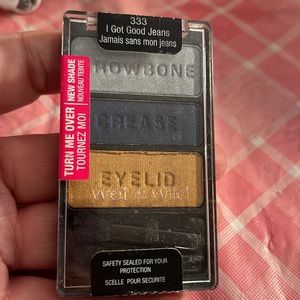 333
I Got Good Jeans
Jamais sans mon jeans
BROWBONE
TURN ME OVER | NEW SHADE
TOURNEZ MOI | NOUVELLE TEINTE
CREASE
EYELID
wet n wild
SAFETY SEALED FOR YOUR
PROTECTION
SCELLE POUR SECURITE